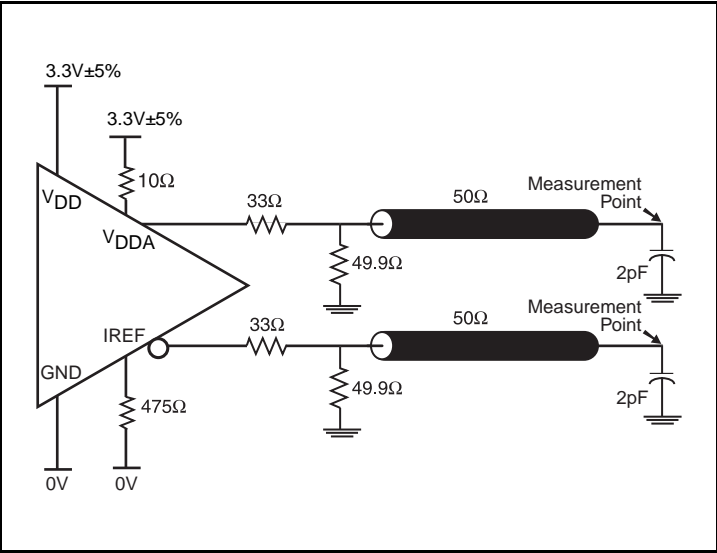 3.3V±5%
3.3V±5%
10Ω
VDD
VDDA
33Ω
50Ω
Measurement
Point
49.9Ω
2pF
IREF
33Ω
50Ω
Measurement
Point
GND
475Ω
49.9Ω
2pF
0V
0V